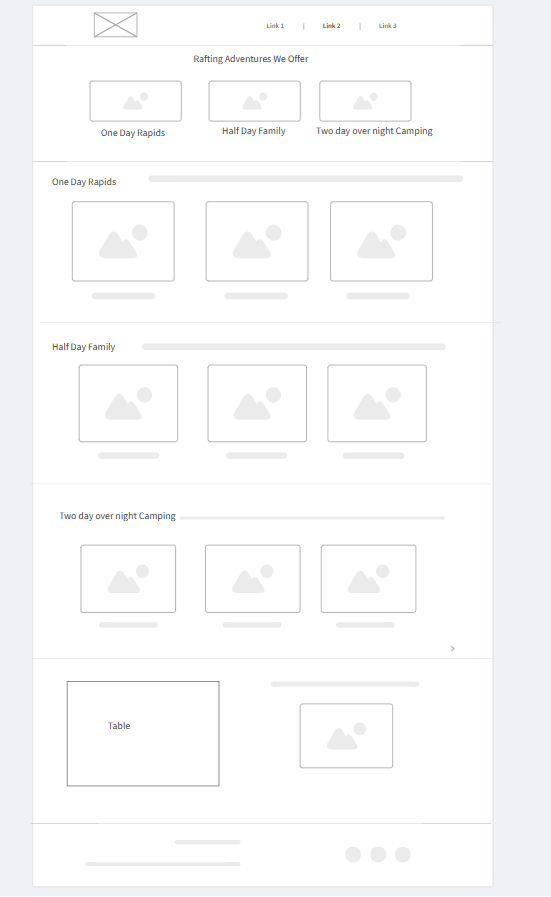 Link 1 | Link 2 | Link 3
Rafting Adventures We Offer
One Day Rapids
Half Day Family
Two day over night Camping
One Day Rapids
Half Day Family
Two day over night Camping
Table